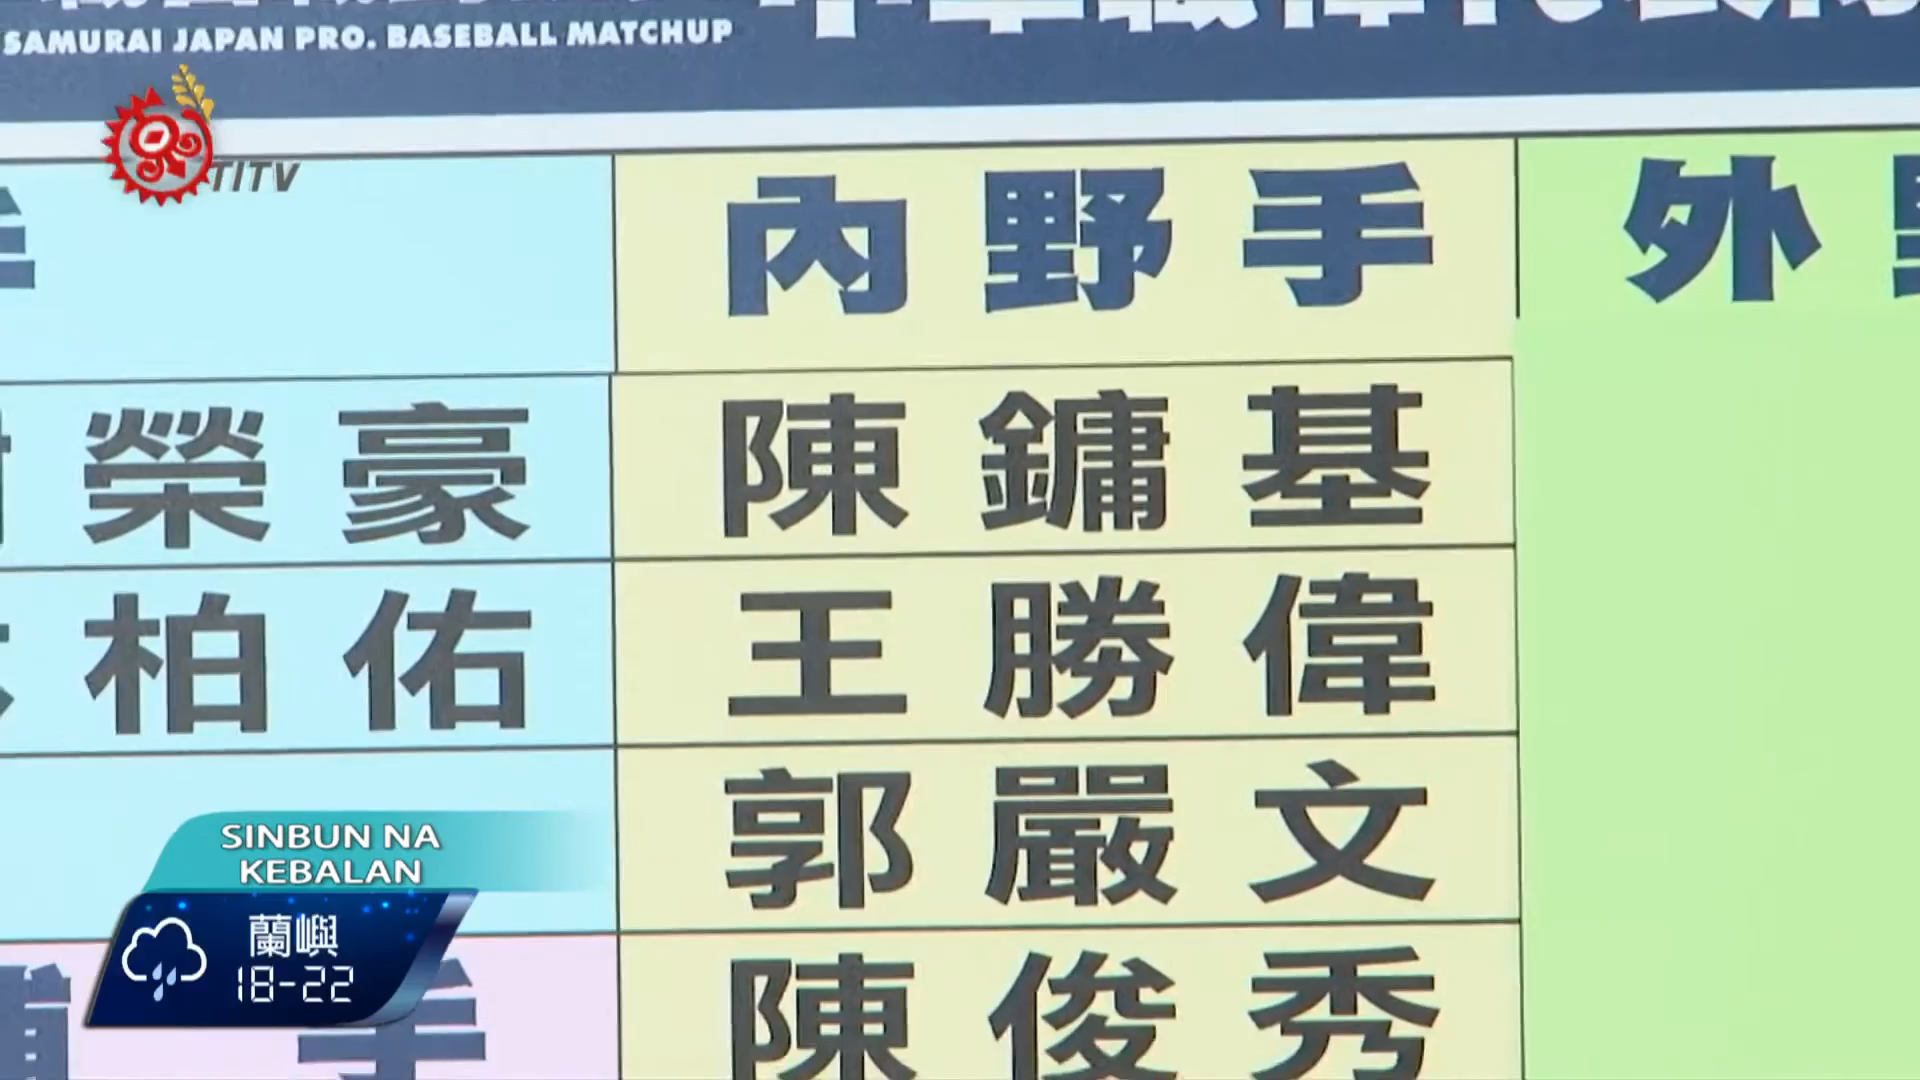 SAMURAI JAPAN PRO. BASEBALL MATCHUP
TITV
內野手
外
榮豪
陳鏞基
柏佑
王勝偉
郭嚴文
陳俊秀
手
SINBUN NA
KEBALAN
蘭嶼
18-22